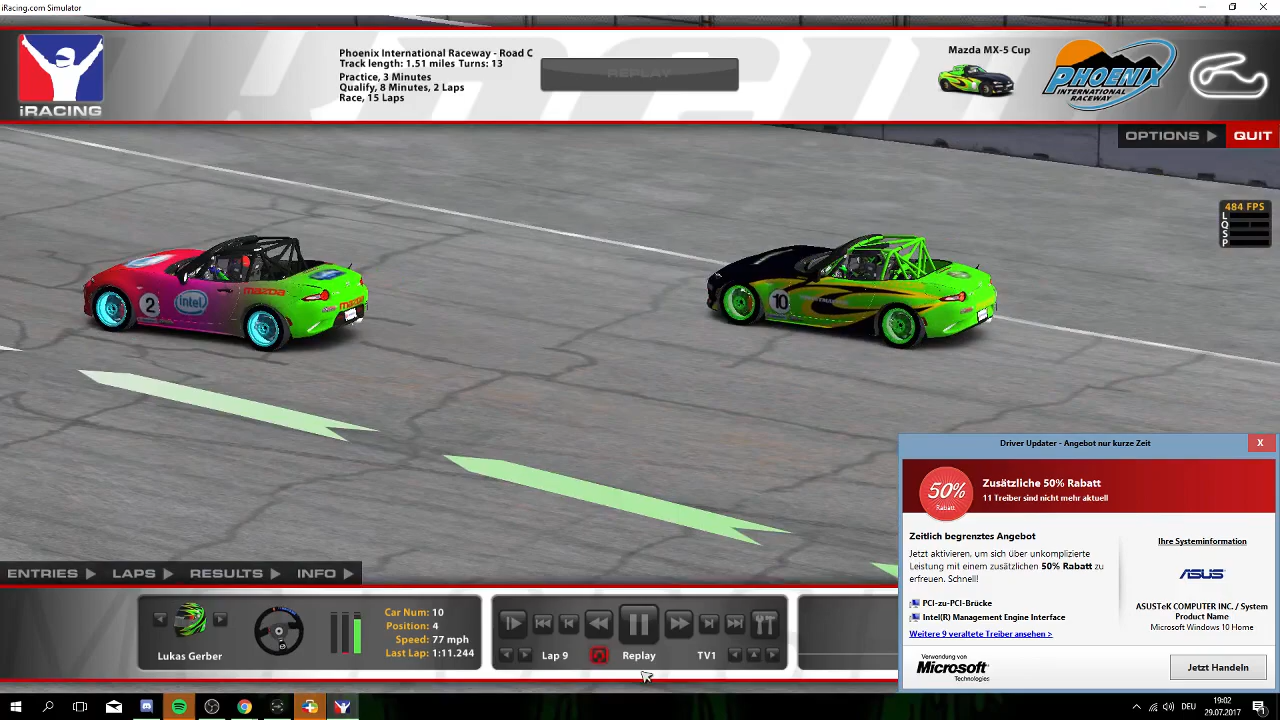 iRacing.com Simulator
iRACING
Phoenix International Raceway - Road C
Track length: 1.51 miles Turns: 13
Practice, 3 Minutes
Qualify, 8 Minutes, 2 Laps
Race, 15 Laps
REPLAY
Mazda MX-5 Cup
PHOENIX
INTERNATIONAL
RACEWAY
OPTIONS
QUIT
484 FPS
L
Q
S
P
2
intel
mazda
mazda
10
Driver Updater - Angebot nur kurze Zeit
X
50%
Rabatt
Zusätzliche 50% Rabatt
11 Treiber sind nicht mehr aktuell
Zeitlich begrenztes Angebot
Jetzt aktivieren, um sich über unkomplizierte
Leistung mit einem zusätzlichen 50% Rabatt zu
erfreuen. Schnell!
PCI-zu-PCI-Brücke
Intel(R) Management Engine Interface
Weitere 9 veraltete Treiber ansehen >
Verwendung von
Microsoft
Technologies
Ihre Systeminformation
ASUS
ASUSTeK COMPUTER INC. / System
Product Name
Microsoft Windows 10 Home
Jetzt Handeln
ENTRIES
LAPS
RESULTS
INFO
Lukas Gerber
Car Num: 10
Position: 4
Speed: 77 mph
Last Lap: 1:11.244
Lap 9
Replay
TV1
DEU
19:02
29.07.2017
1